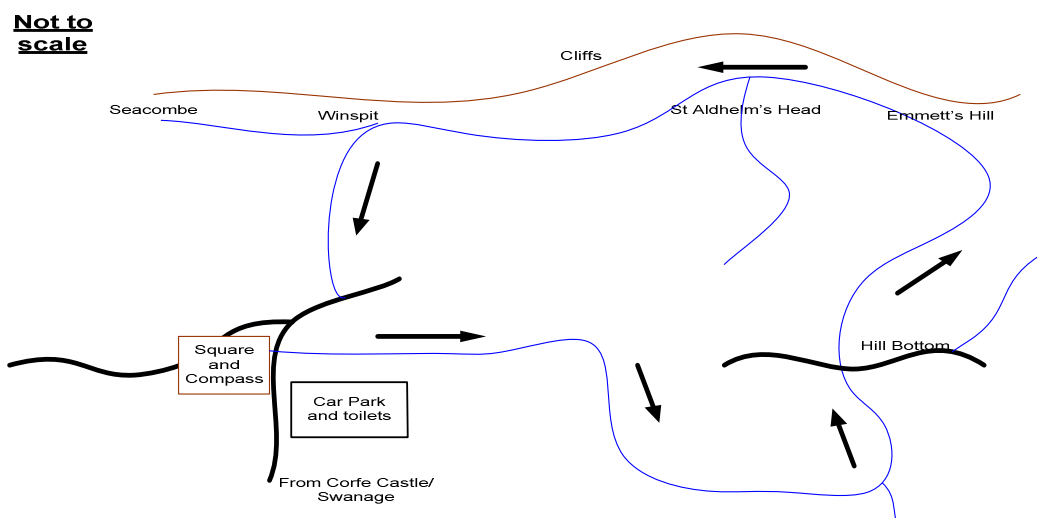 Not to
scale
Cliffs
Seacombe
Winspit
St Aldhelm's Head
Emmett's Hill
Square
and
Compass
Hill Bottom
Car Park
and toilets
From Corfe Castle/
Swanage